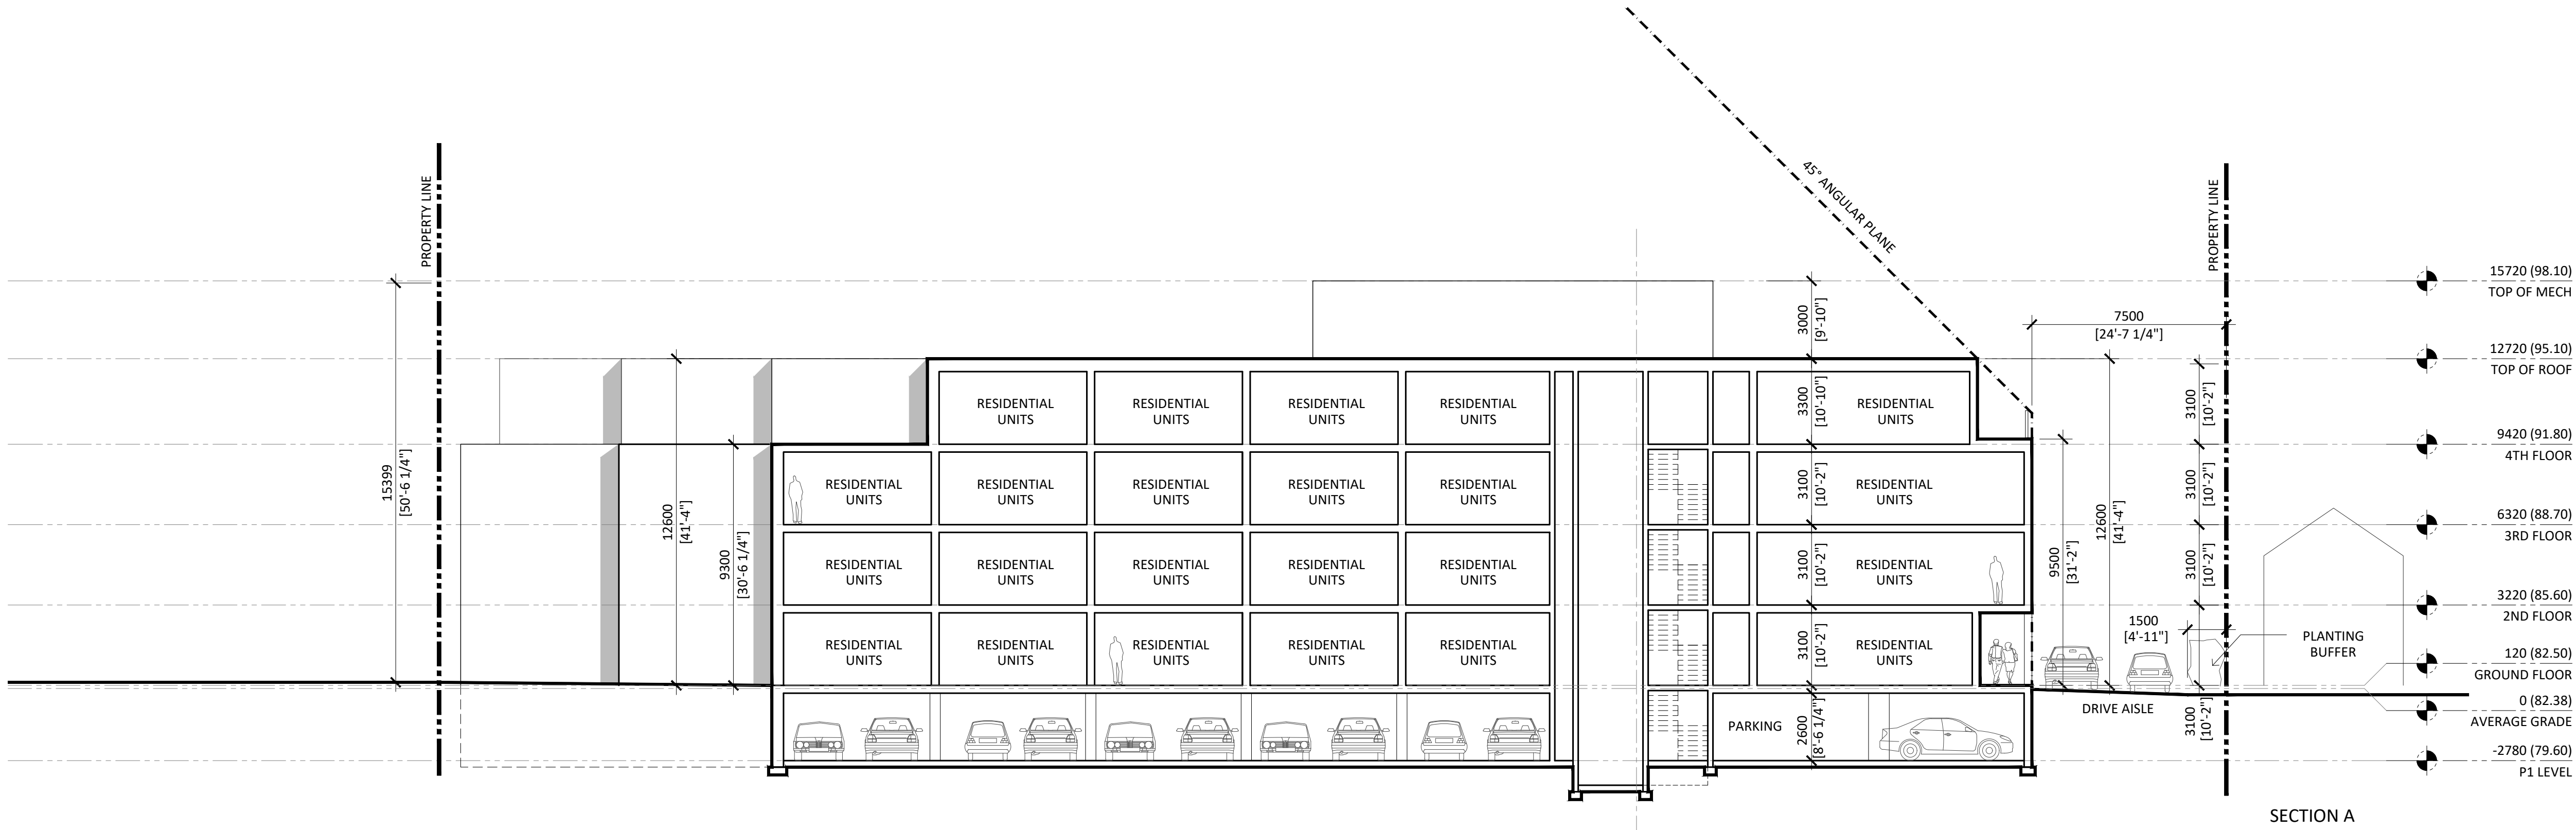 45° ANGULAR PLANE
PROPERTY LINE
PROPERTY LINE
15720 (98.10)
TOP OF MECH
7500
[24'-7 1/4"]
3000
[9'-10"]
12720 (95.10)
TOP OF ROOF
RESIDENTIAL
UNITS
RESIDENTIAL
UNITS
RESIDENTIAL
UNITS
RESIDENTIAL
UNITS
3300
[10'-10"]
RESIDENTIAL
UNITS
3100
[10'-2"]
9420 (91.80)
4TH FLOOR
15399
[50'-6 1/4"]
12600
[41'-4"]
9300
[30'-6 1/4"]
RESIDENTIAL
UNITS
RESIDENTIAL
UNITS
RESIDENTIAL
UNITS
RESIDENTIAL
UNITS
RESIDENTIAL
UNITS
3100
[10'-2"]
RESIDENTIAL
UNITS
9500
[31'-2"]
12600
[41'-4"]
3100
[10'-2"]
6320 (88.70)
3RD FLOOR
RESIDENTIAL
UNITS
RESIDENTIAL
UNITS
RESIDENTIAL
UNITS
RESIDENTIAL
UNITS
RESIDENTIAL
UNITS
3100
[10'-2"]
RESIDENTIAL
UNITS
3100
[10'-2"]
3220 (85.60)
2ND FLOOR
RESIDENTIAL
UNITS
RESIDENTIAL
UNITS
RESIDENTIAL
UNITS
RESIDENTIAL
UNITS
RESIDENTIAL
UNITS
3100
[10'-2"]
RESIDENTIAL
UNITS
1500
[4'-11"]
PLANTING
BUFFER
120 (82.50)
GROUND FLOOR
PARKING
2600
[8'-6 1/4"]
DRIVE AISLE
3100
[10'-2"]
0 (82.38)
AVERAGE GRADE
-2780 (79.60)
P1 LEVEL
SECTION A